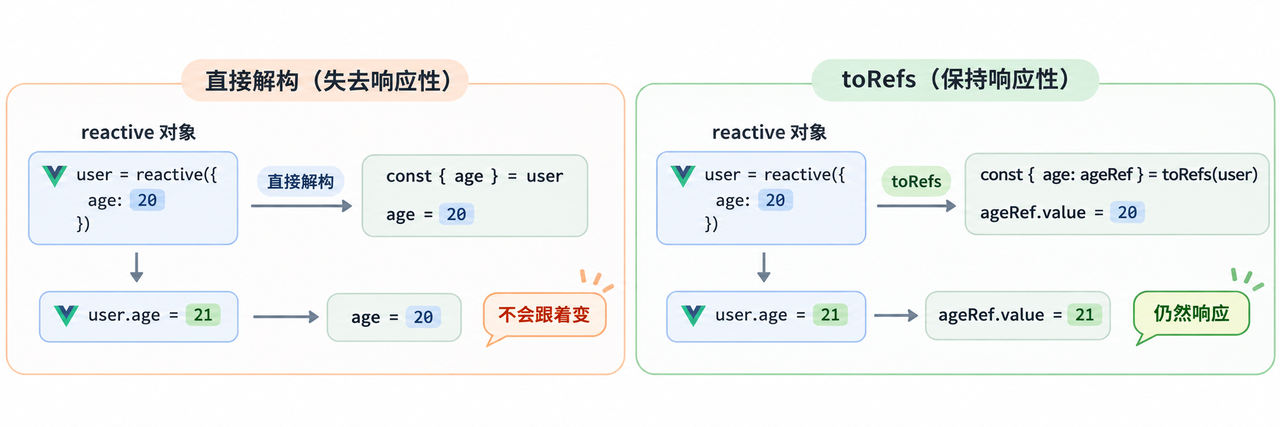 直接解构（失去响应性）
reactive 对象
user = reactive({
age: 20
})
直接解构
const { age } = user
age = 20
user.age = 21
age = 20
不会跟着变
toRefs（保持响应性）
reactive 对象
user = reactive({
age: 20
})
toRefs
const { age: ageRef } = toRefs(user)
ageRef.value = 20
user.age = 21
ageRef.value = 21
仍然响应